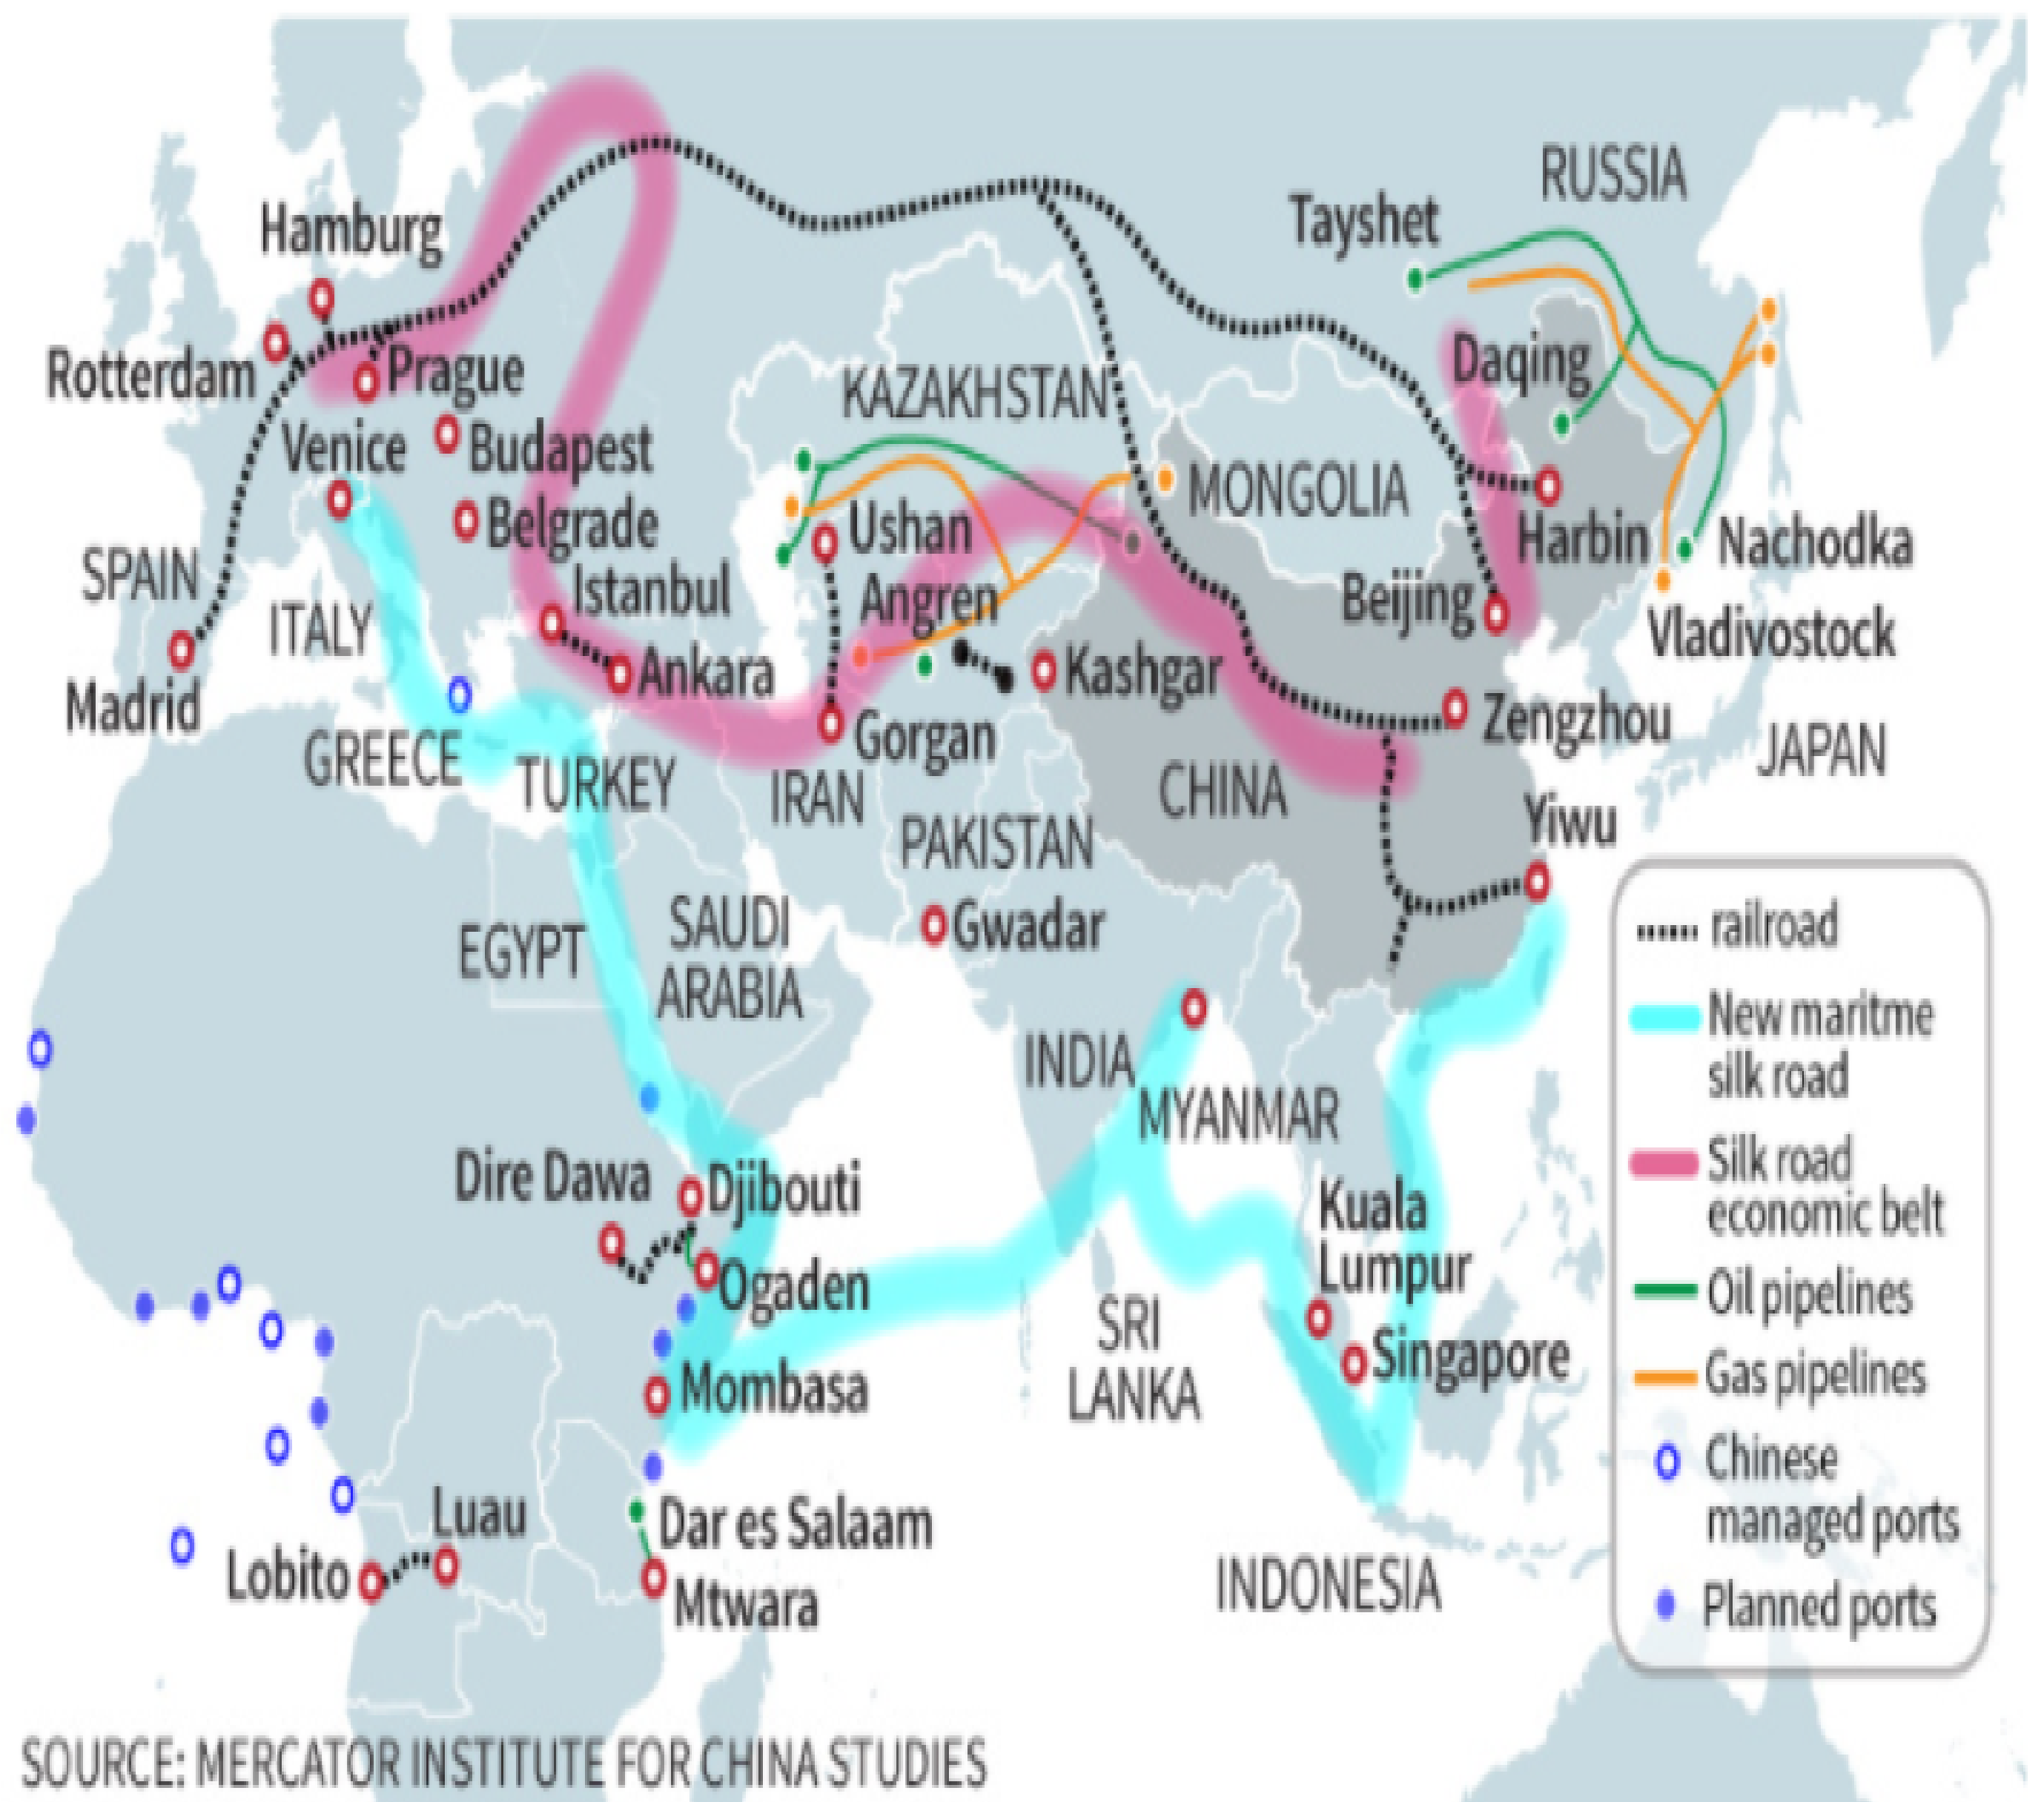 RUSSIA
Tayshet
Hamburg
Rotterdam
Prague
Daqing
KAZAKHSTAN
Venice
Budapest
MONGOLIA
Belgrade
Ushan
Harbin
Nachodka
SPAIN
Istanbul
Angren
Beijing
ITALY
Vladivostock
Ankara
Kashgar
Madrid
Gorgan
Zengzhou
GREECE
TURKEY
IRAN
CHINA
JAPAN
PAKISTAN
Yiwu
EGYPT
SAUDI
ARABIA
Gwadar
INDIA
MYANMAR
Dire Dawa
Djibouti
Kuala
Lumpur
Ogaden
SRI
LANKA
Singapore
Mombasa
Luau
Dar es Salaam
Lobito
Mtwara
INDONESIA
railroad
New maritme
silk road
Silk road
economic belt
Oil pipelines
Gas pipelines
Chinese
managed ports
Planned ports
SOURCE: MERCATOR INSTITUTE FOR CHINA STUDIES